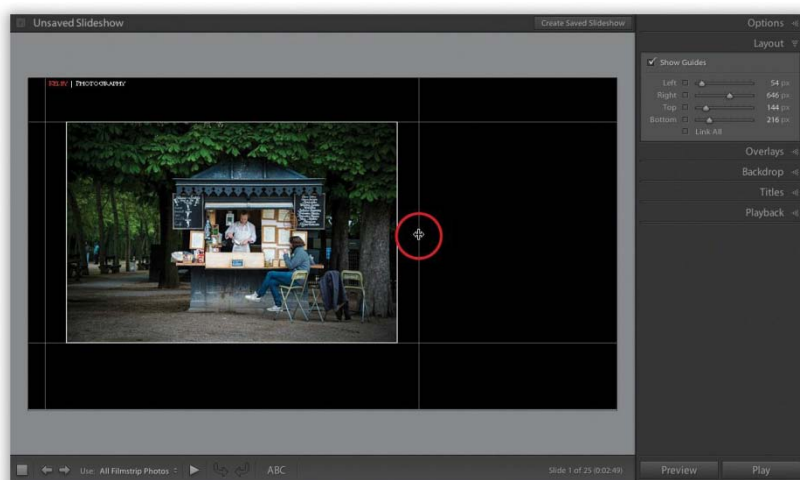 Unsaved Slideshow
Create Saved Slideshow
Options
Layout
Show Guides
Left 54 px
Right 646 px
Top 144 px
Bottom 216 px
Link All
Overlays
Backdrop
Titles
Playback
KELBY | PHOTOGRAPHY
Use: All Filmstrip Photos
ABC
Slide 1 of 25 (0:02:49)
Preview
Play